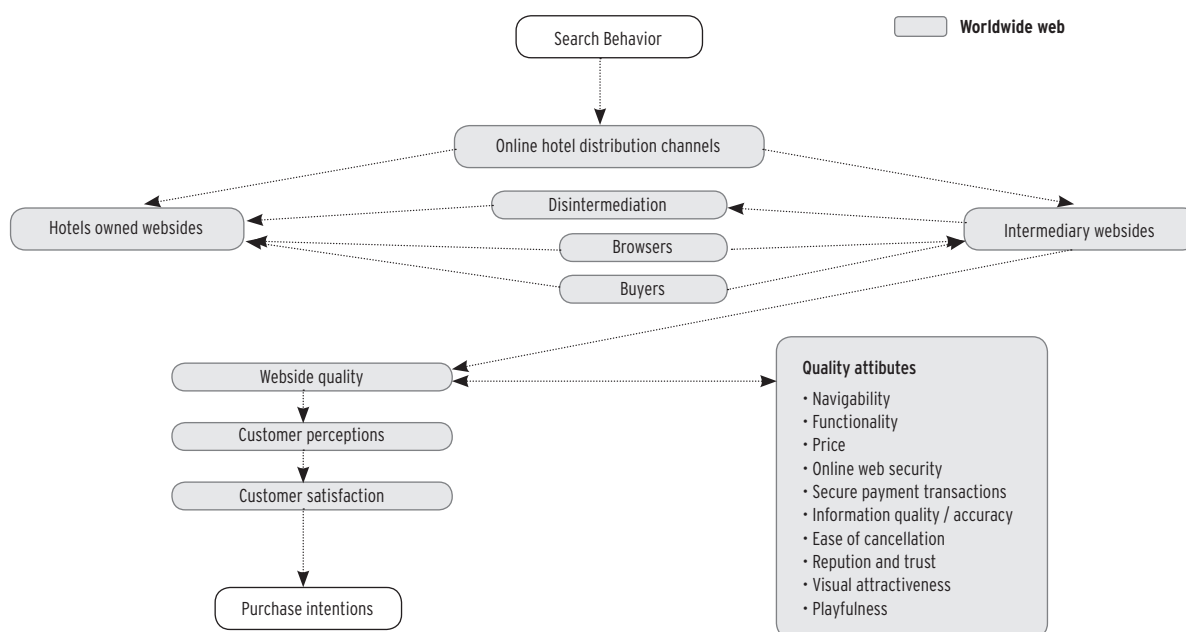 Search Behavior
Worldwide web
Online hotel distribution channels
Disintermediation
Hotels owned websides
Intermediary websides
Browsers
Buyers
Webside quality
Customer perceptions
Customer satisfaction
Purchase intentions
Quality attibutes
• Navigability
• Functionality
• Price
• Online web security
• Secure payment transactions
• Information quality / accuracy
• Ease of cancellation
• Repution and trust
• Visual attractiveness
• Playfulness